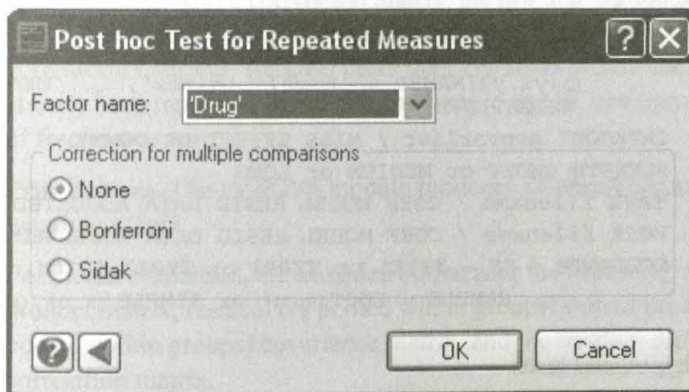 Post hoc Test for Repeated Measures
Factor name: 'Drug'
Correction for multiple comparisons
None
Bonferroni
Sidak
OK Cancel